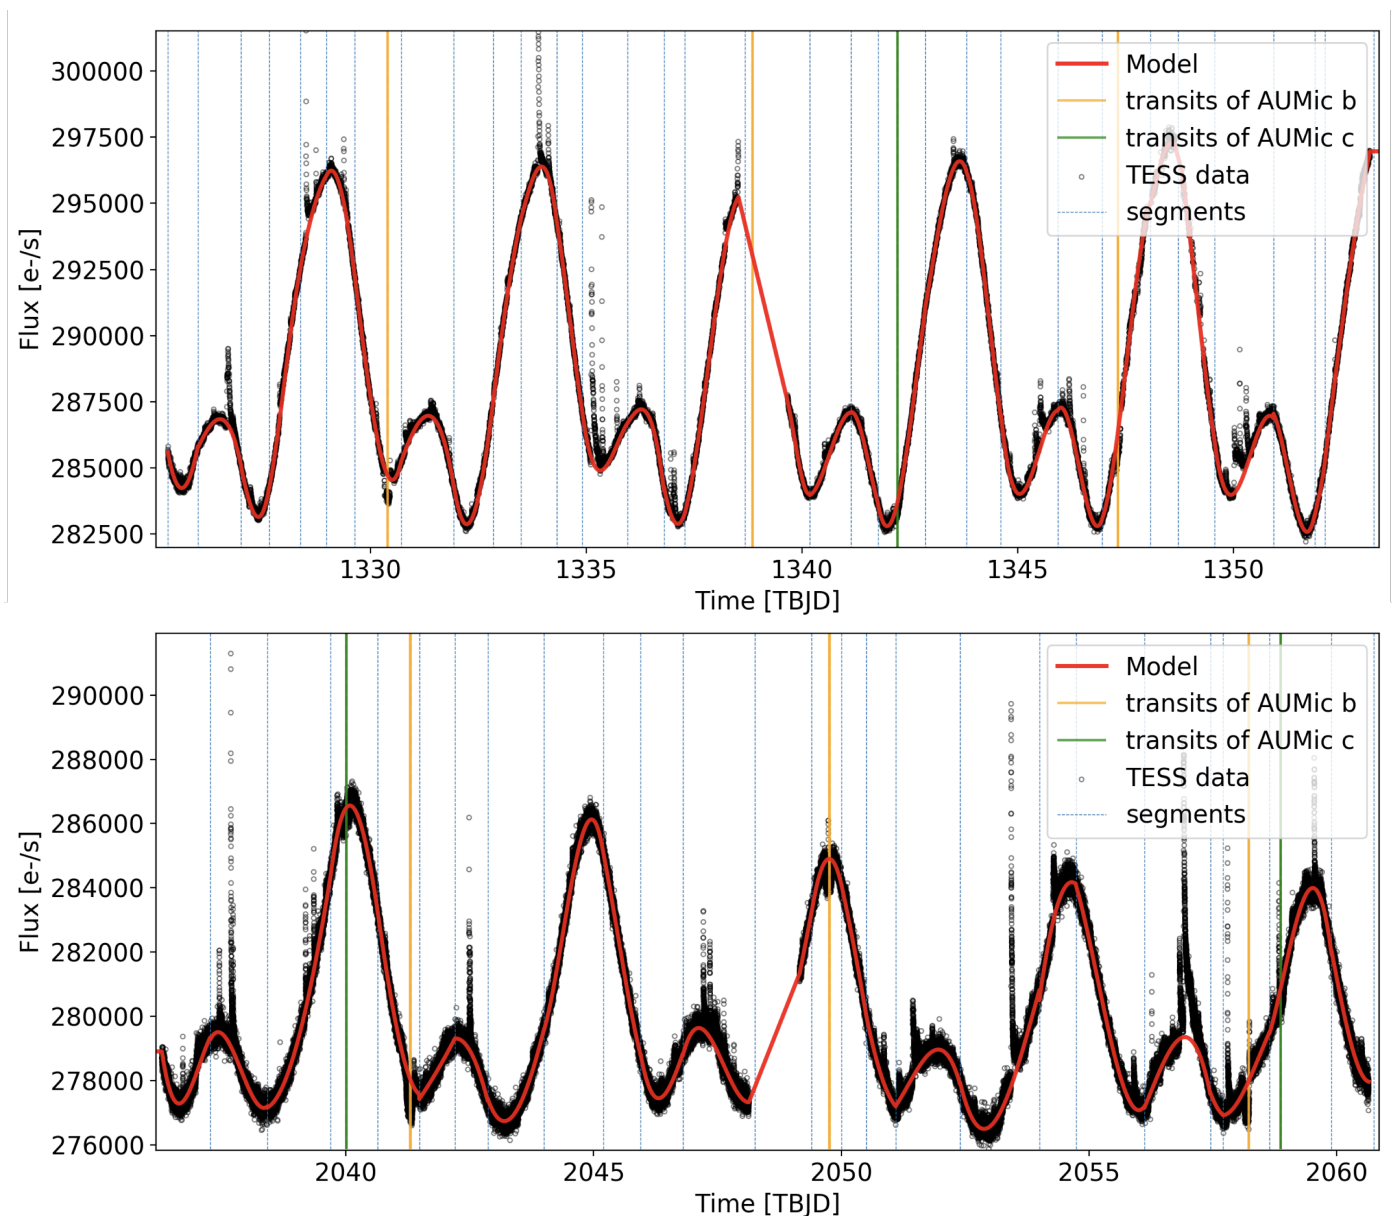 300000
297500
295000
292500
290000
287500
285000
282500
Flux [e-/s]
1330 1335 1340 1345 1350
Time [TBJD]
Model
transits of AUMic b
transits of AUMic c
TESS data
segments
290000
288000
286000
284000
282000
280000
278000
276000
Flux [e-/s]
2040 2045 2050 2055 2060
Time [TBJD]
Model
transits of AUMic b
transits of AUMic c
TESS data
segments